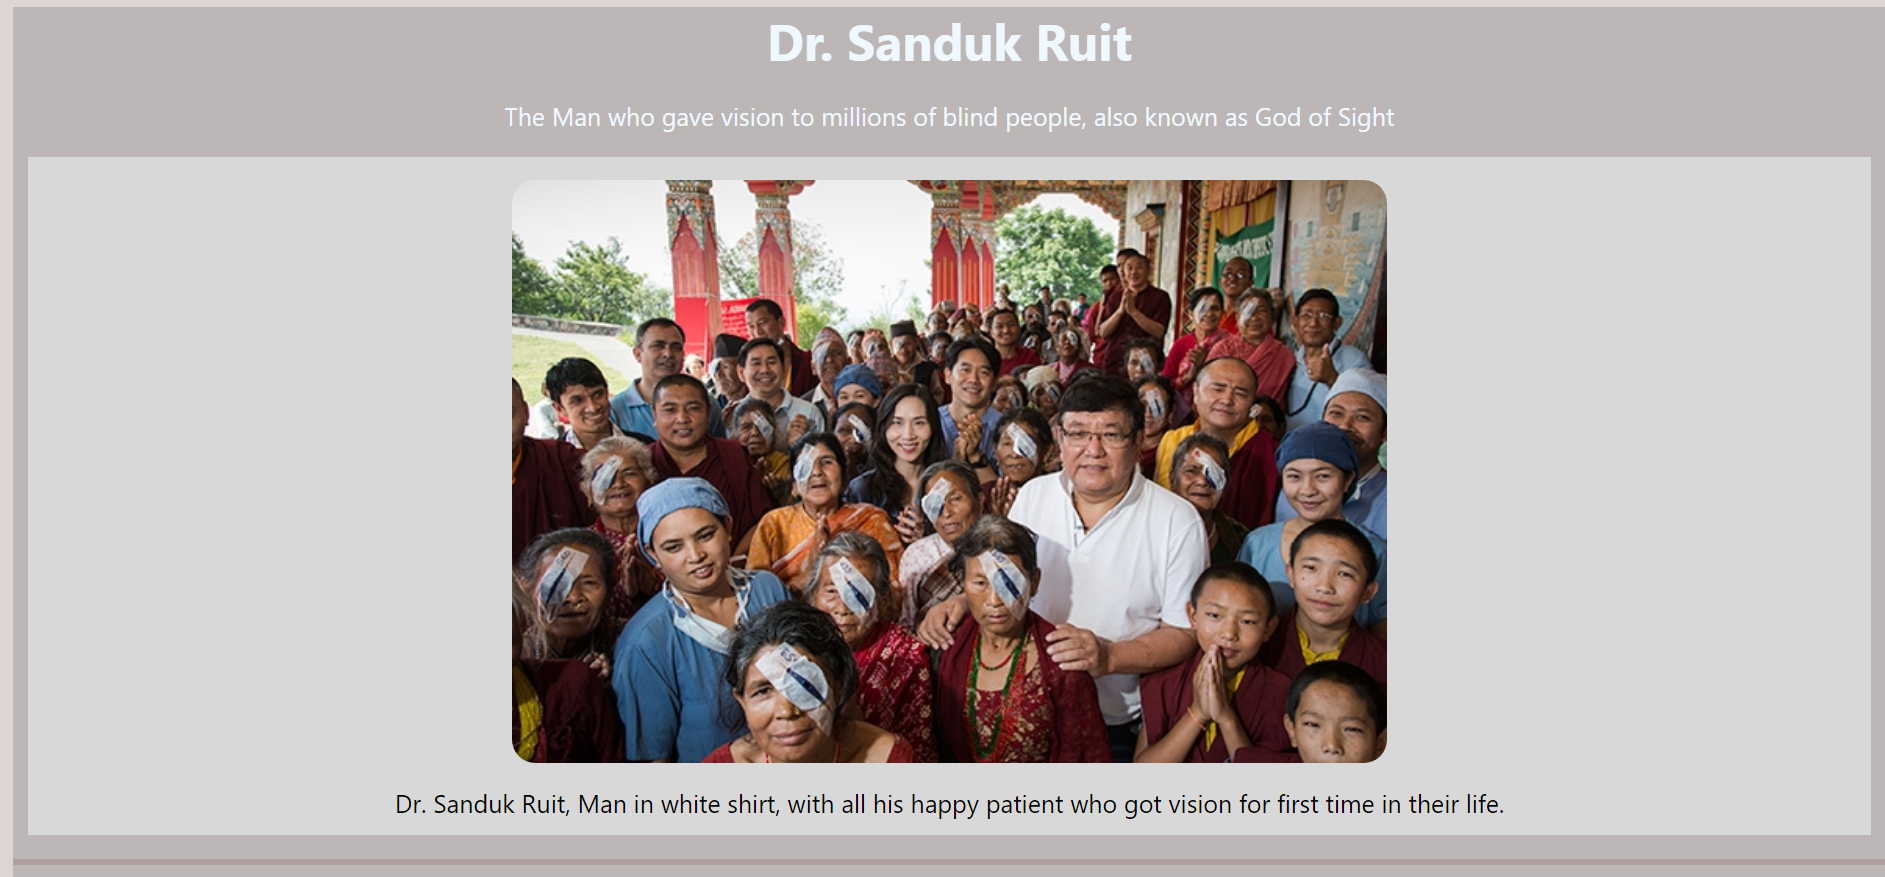 Dr. Sanduk Ruit
The Man who gave vision to millions of blind people, also known as God of Sight
Dr. Sanduk Ruit, Man in white shirt, with all his happy patient who got vision for first time in their life.